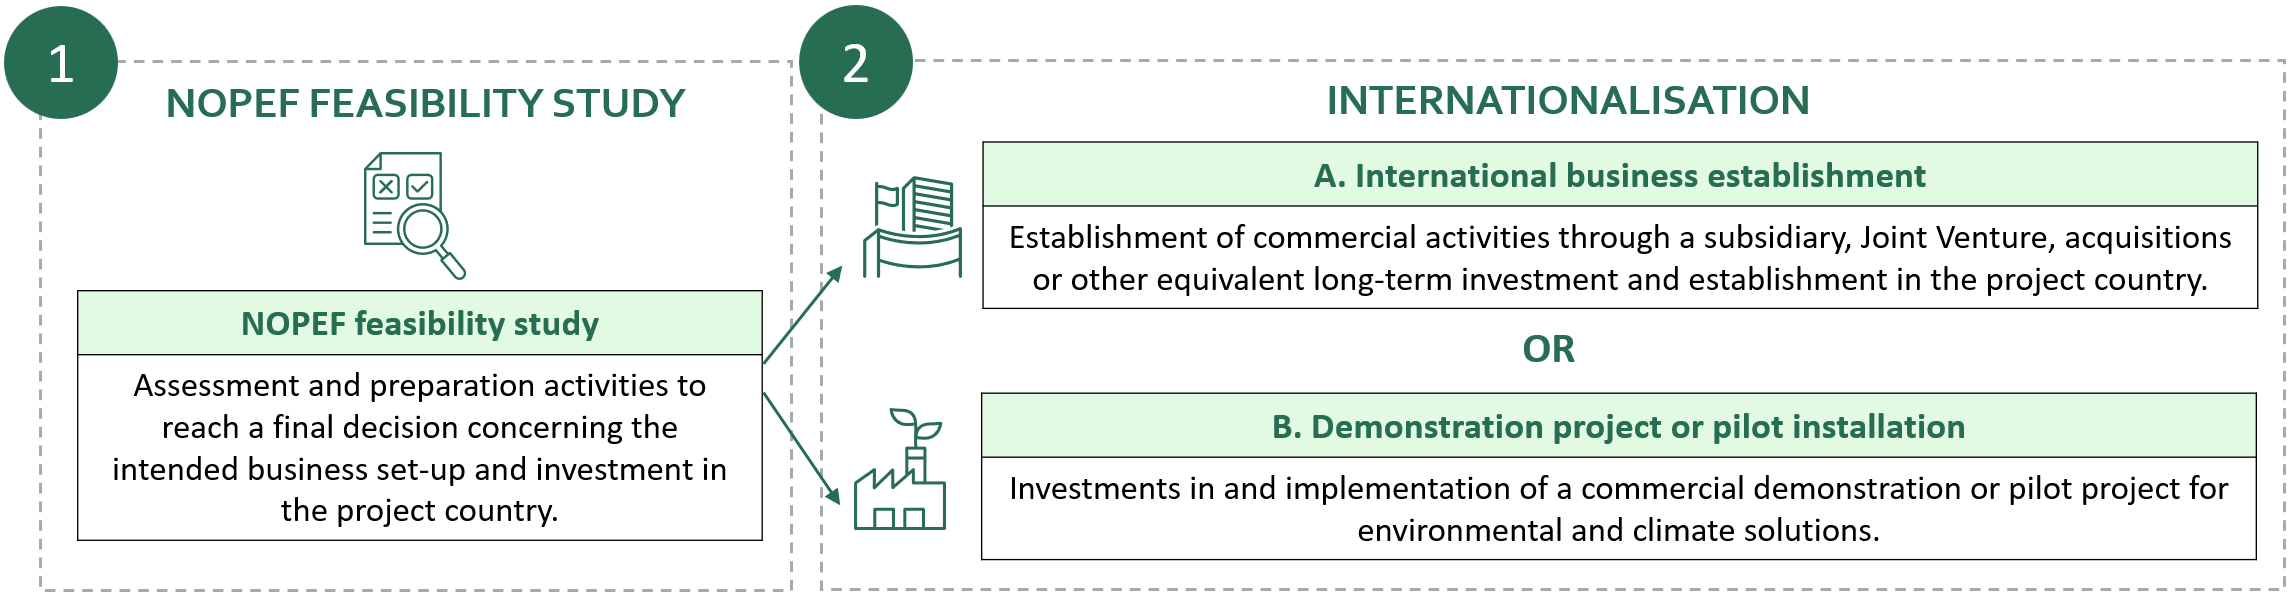 1
NOPEF FEASIBILITY STUDY
NOPEF feasibility study
Assessment and preparation activities to
reach a final decision concerning the
intended business set-up and investment in
the project country.
2
INTERNATIONALISATION
A. International business establishment
Establishment of commercial activities through a subsidiary, Joint Venture, acquisitions
or other equivalent long-term investment and establishment in the project country.
OR
B. Demonstration project or pilot installation
Investments in and implementation of a commercial demonstration or pilot project for
environmental and climate solutions.